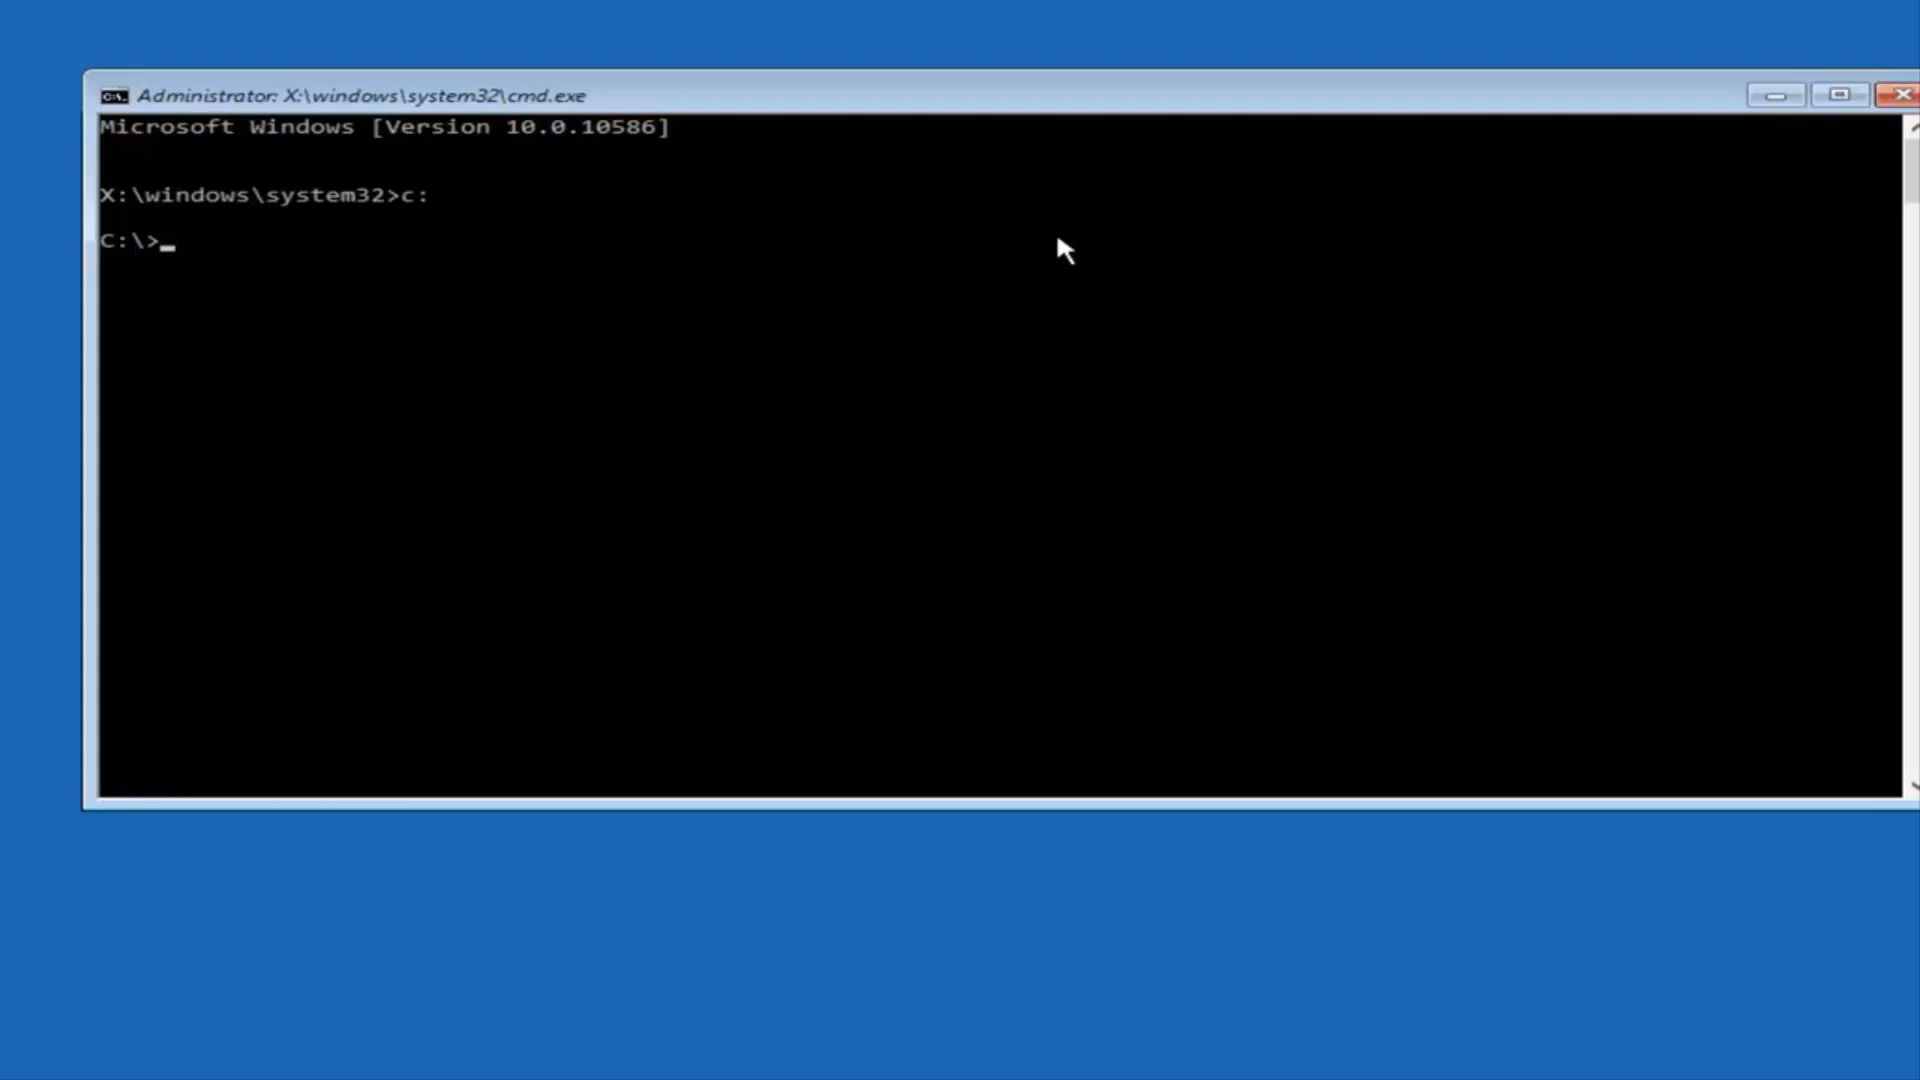 Administrator: X:\windows\system32\cmd.exe
Microsoft Windows [Version 10.0.10586]
X:\windows\system32>c:
C:\>_